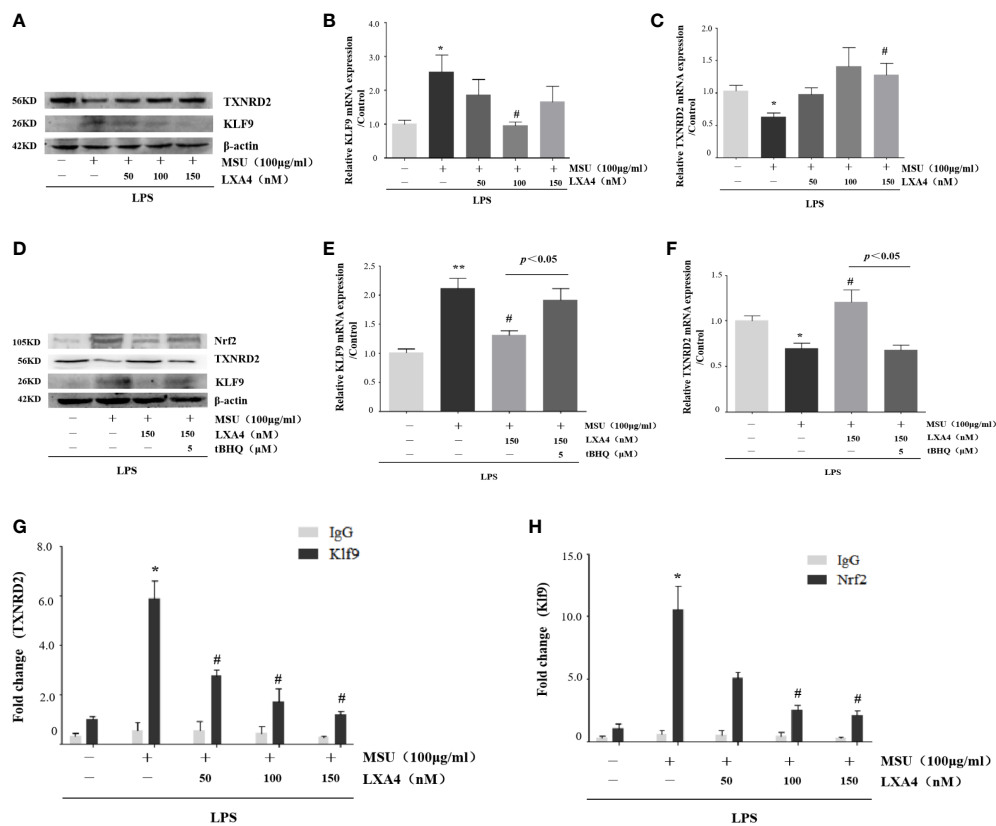 A
56KD TXNRD2
26KD KLF9
42KD β-actin
— + + + + MSU（100μg/ml）
— — 50 100 150 LXA4（nM）
LPS
B
Relative KLF9 mRNA expression
/Control
4.0
3.0
2.0
1.0
0
*
#
— + + + + MSU（100μg/ml）
— — 50 100 150 LXA4（nM）
LPS
C
Relative TXNRD2 mRNA expression
/Control
2.0
1.5
1.0
0.5
0
*
#
— + + + + MSU（100μg/ml）
— — 50 100 150 LXA4（nM）
LPS
D
105KD Nrf2
56KD TXNRD2
26KD KLF9
42KD β-actin
— + + + MSU（100μg/ml）
— — 150 150 LXA4（nM）
— — — 5 tBHQ（μM）
LPS
E
Relative KLF9 mRNA expression
/Control
2.5
2.0
1.5
1.0
0
**
#
p＜0.05
— + + + MSU（100μg/ml）
— — 150 150 LXA4（nM）
— — — 5 tBHQ（μM）
LPS
F
Relative TXNRD2 mRNA expression
/Control
1.5
1.0
0.5
0
*
#
p＜0.05
— + + + MSU（100μg/ml）
— — 150 150 LXA4（nM）
— — — 5 tBHQ（μM）
LPS
G
IgG
Klf9
Fold change (TXNRD2)
8.0
6.0
4.0
2.0
0
*
#
#
#
— + + + + MSU（100μg/ml）
— — 50 100 150 LXA4（nM）
LPS
H
IgG
Nrf2
Fold change (Klf9)
15.0
10.0
5.0
0
*
#
#
— + + + + MSU（100μg/ml）
— — 50 100 150 LXA4（nM）
LPS